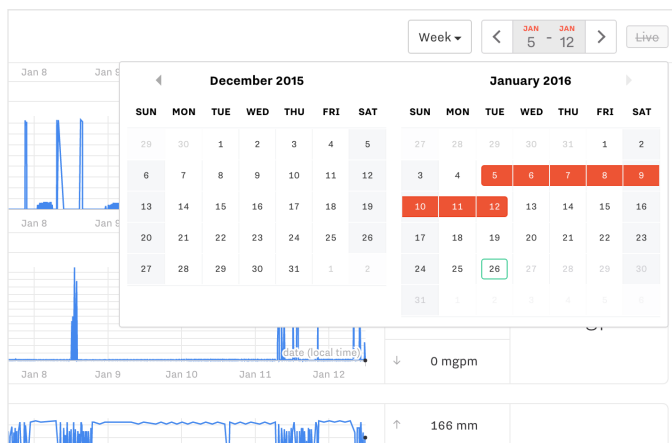 Week
JAN JAN
5 - 12
Live
Jan 8 Jan 9
December 2015 January 2016
SUN MON TUE WED THU FRI SAT SUN MON TUE WED THU FRI SAT
29 30 1 2 3 4 5 27 28 29 30 31 1 2
6 7 8 9 10 11 12 3 4 5 6 7 8 9
13 14 15 16 17 18 19 10 11 12 13 14 15 16
Jan 8 Jan 9
20 21 22 23 24 25 26 17 18 19 20 21 22 23
27 28 29 30 31 1 2 24 25 26 27 28 29 30
31 1 2 3 4 5 6
date (local time)
Jan 8 Jan 9 Jan 10 Jan 11 Jan 12
↓ 0 mgpm
↑ 166 mm